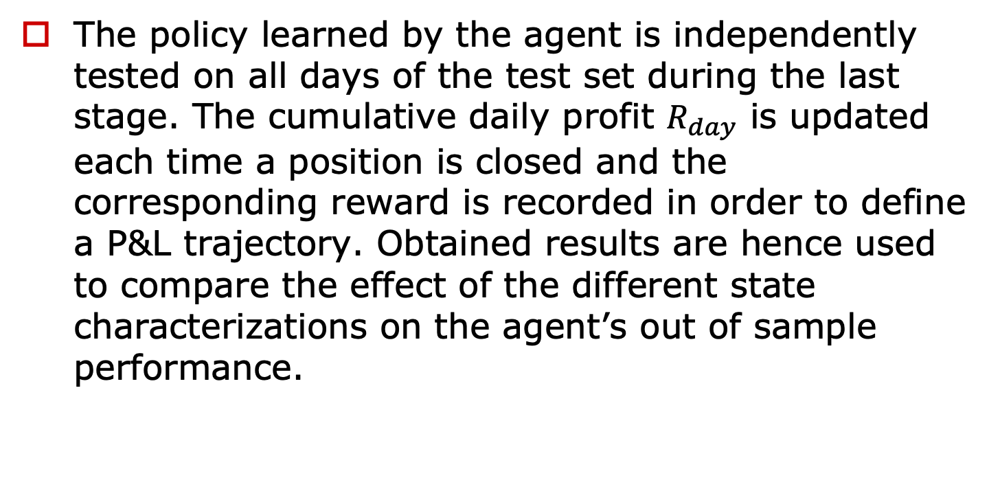 The policy learned by the agent is independently
tested on all days of the test set during the last
stage. The cumulative daily profit R_day is updated
each time a position is closed and the
corresponding reward is recorded in order to define
a P&L trajectory. Obtained results are hence used
to compare the effect of the different state
characterizations on the agent’s out of sample
performance.